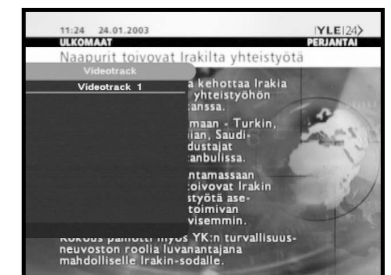 11:24 24.01.2003 YLE24
ULKOMAAT PERJANTAI
Naapurit toivovat Irakilta yhteistyötä
Videotrack
Videotrack 1
a kehottaa Irakia
yhteistyöhön
anssa.
maan - Turkin,
ian, Saudi-
dustajat
anbulissa.
ntamassaan
toivovat Irakin
styötä ase-
toimivan
visemmin.
Kokous painotti myös YK:n turvallisuus-
neuvoston roolia luvanantajana
mahdolliselle Irakin-sodalle.